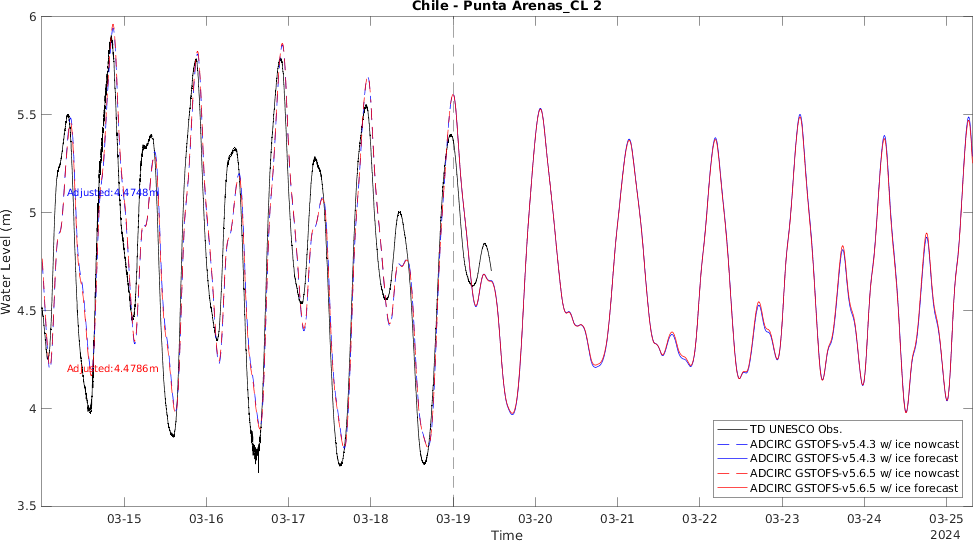 Chile - Punta Arenas_CL 2
6
5.5
5
4.5
4
3.5
Water Level (m)
Adjusted:4.4748m
Adjusted:4.4786m
TD UNESCO Obs.
ADCIRC GSTOFS-v5.4.3 w/ ice nowcast
ADCIRC GSTOFS-v5.4.3 w/ ice forecast
ADCIRC GSTOFS-v5.6.5 w/ ice nowcast
ADCIRC GSTOFS-v5.6.5 w/ ice forecast
03-15 03-16 03-17 03-18 03-19 03-20 03-21 03-22 03-23 03-24 03-25
2024
Time